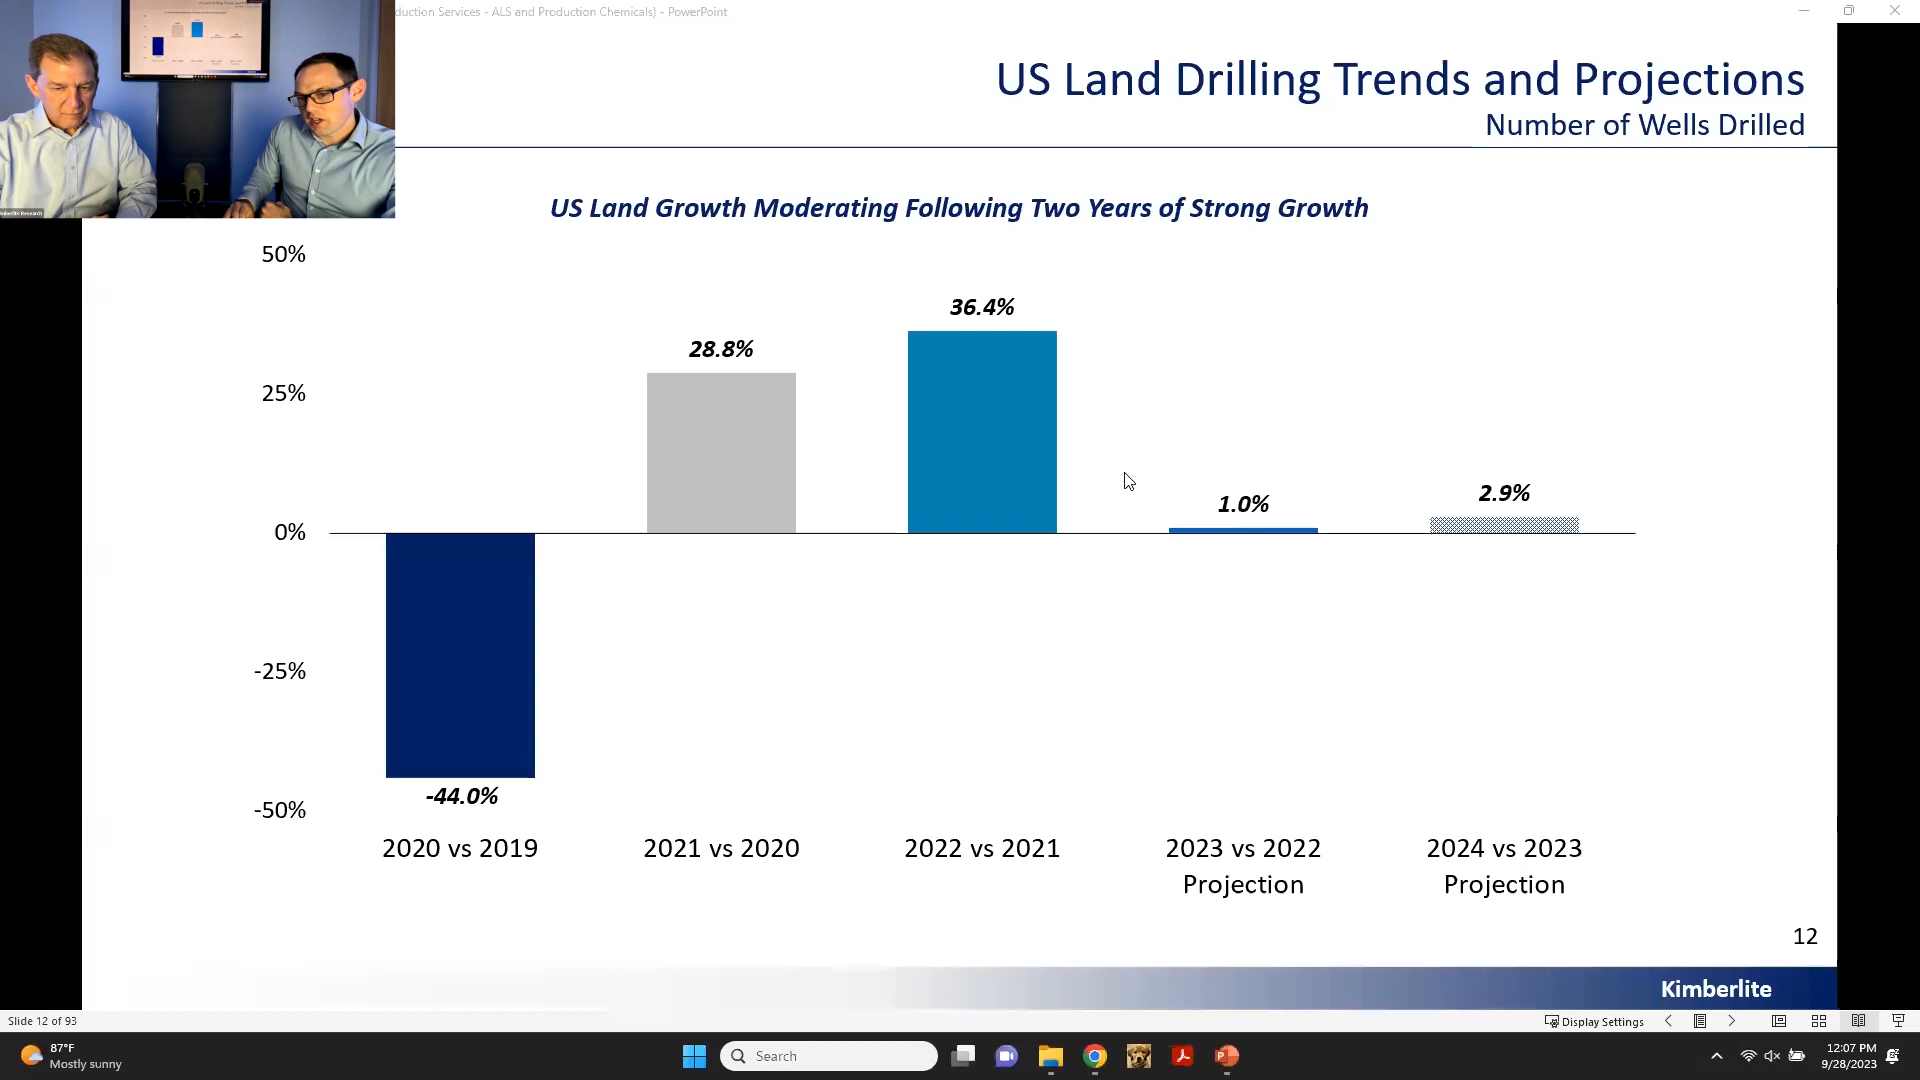 duction Services - ALS and Production Chemicals) - PowerPoint
US Land Drilling Trends and Projections
Number of Wells Drilled
US Land Growth Moderating Following Two Years of Strong Growth
50%
25%
0%
-25%
-50%
-44.0%
28.8%
36.4%
1.0%
2.9%
2020 vs 2019
2021 vs 2020
2022 vs 2021
2023 vs 2022
Projection
2024 vs 2023
Projection
12
Kimberlite
Slide 12 of 93
Display Settings
87°F
Mostly sunny
Search
12:07 PM
9/28/2023